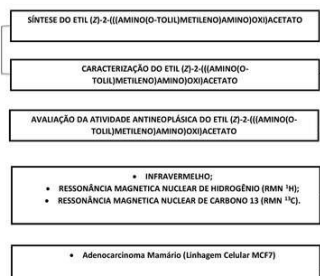 SÍNTESE DO ETIL (Z)-2-(((AMINO(O-TOLIL)METILENO)AMINO)OXI)ACETATO
CARACTERIZAÇÃO DO ETIL (Z)-2-(((AMINO(O-
TOLIL)METILENO)AMINO)OXI)ACETATO
AVALIAÇÃO DA ATIVIDADE ANTINEOPLÁSICA DO ETIL (Z)-2-(((AMINO(O-
TOLIL)METILENO)AMINO)OXI)ACETATO
• INFRAVERMELHO;
• RESSONÂNCIA MAGNETICA NUCLEAR DE HIDROGÊNIO (RMN ¹H);
• RESSONÂNCIA MAGNETICA NUCLEAR DE CARBONO 13 (RMN ¹³C).
• Adenocarcinoma Mamário (Linhagem Celular MCF7)